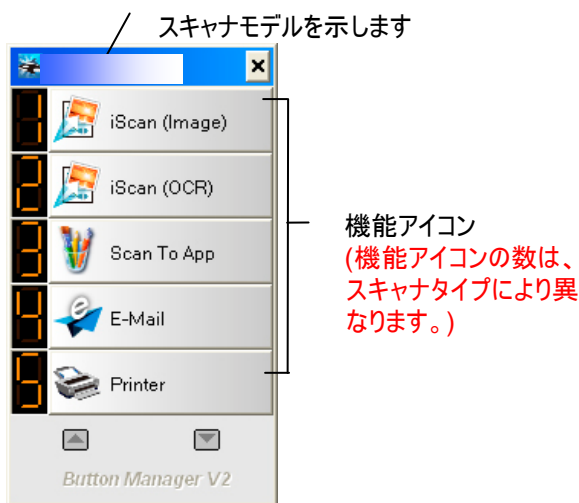 スキャナモデルを示します
1 iScan (Image)
2 iScan (OCR)
3 Scan To App
4 E-Mail
5 Printer
機能アイコン
(機能アイコンの数は、
スキャナタイプにより異
なります。)
Button Manager V2